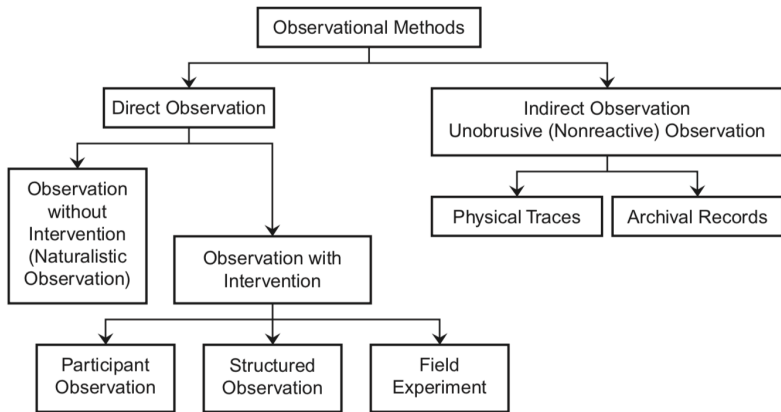 Observational Methods
Direct Observation
Indirect Observation
Unobrusive (Nonreactive) Observation
Observation
without
Intervention
(Naturalistic
Observation)
Observation with
Intervention
Physical Traces
Archival Records
Participant
Observation
Structured
Observation
Field
Experiment